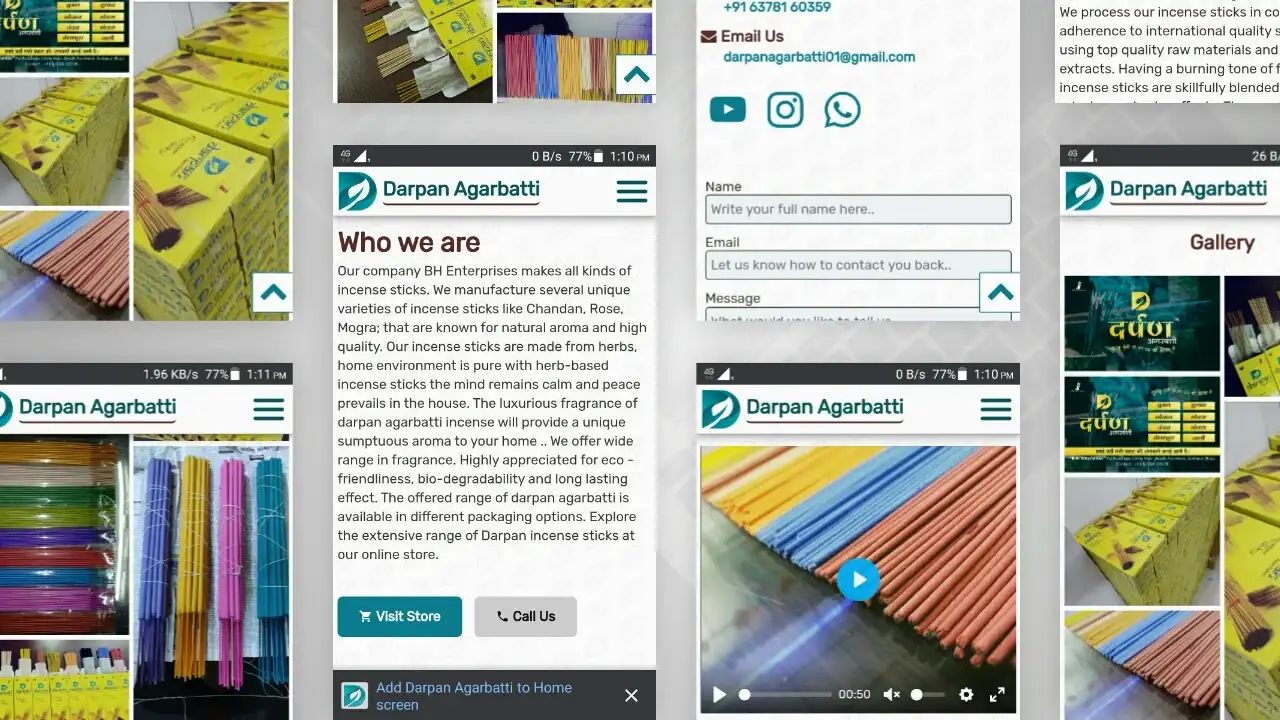 दर्पण
+91 63781 60359
Email Us
darpanagarbatti01@gmail.com
We process our incense sticks in co
adherence to international quality s
using top quality raw materials and
extracts. Having a burning tone of f
incense sticks are skillfully blended
4G
0 B/s 77% 1:10 PM
Darpan Agarbatti
Who we are
Our company BH Enterprises makes all kinds of
incense sticks. We manufacture several unique
varieties of incense sticks like Chandan, Rose,
Mogra; that are known for natural aroma and high
quality. Our incense sticks are made from herbs,
home environment is pure with herb-based
incense sticks the mind remains calm and peace
prevails in the house. The luxurious fragrance of
darpan agarbatti incense will provide a unique
sumptuous aroma to your home .. We offer wide
range in fragrance highly appreciated for eco -
friendliness, bio-degradability and long lasting
effect. The offered range of darpan agarbatti is
available in different packaging options. Explore
the extensive range of Darpan incense sticks at
our online store.
Visit Store
Call Us
Add Darpan Agarbatti to Home
screen
Name
Write your full name here..
Email
Let us know how to contact you back..
Message
What would you like to tell us
4G
26 B/
Darpan Agarbatti
Gallery
दर्पण
अगरबत्ती
दर्पण
अगरबत्ती
1.96 KB/s 77% 1:11 PM
Darpan Agarbatti
4G
0 B/s 77% 1:10 PM
Darpan Agarbatti
00:50